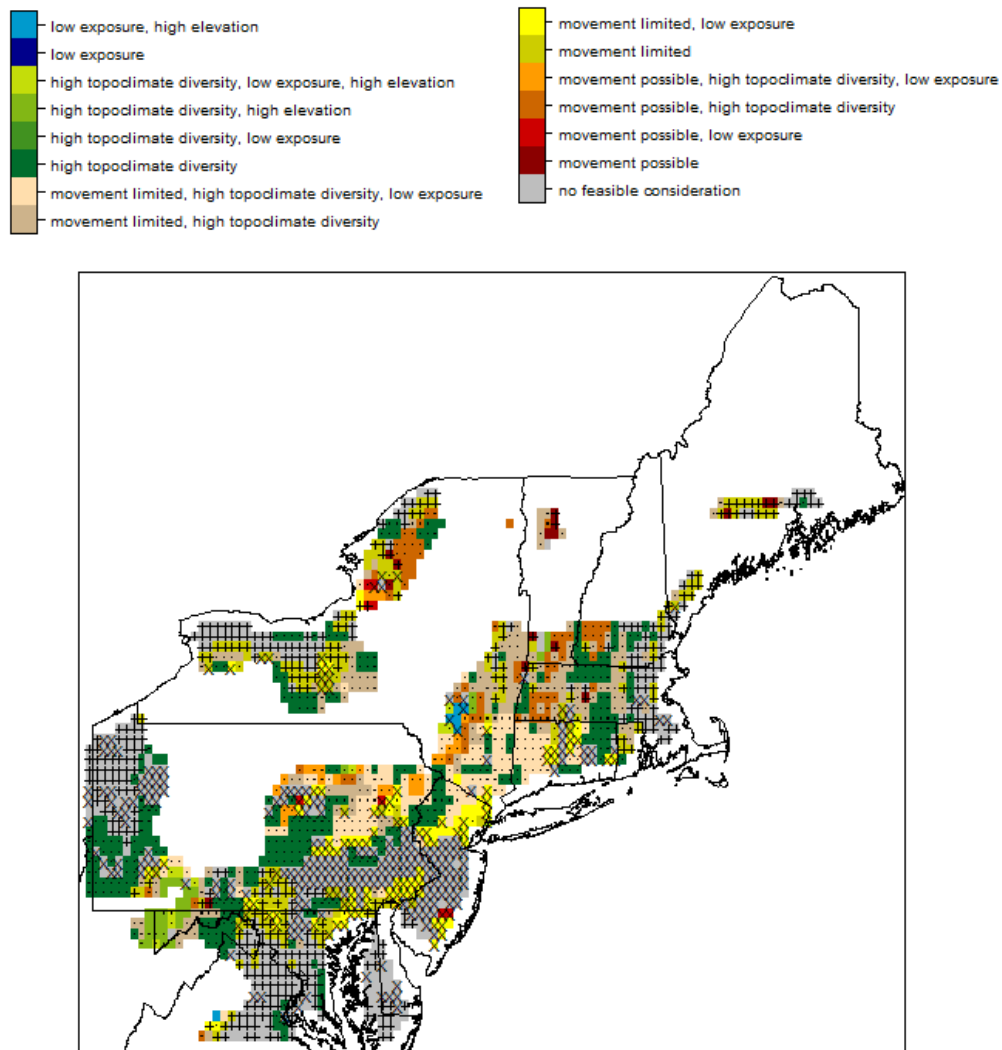 low exposure, high elevation
low exposure
high topoclimate diversity, low exposure, high elevation
high topoclimate diversity, high elevation
high topoclimate diversity, low exposure
high topoclimate diversity
movement limited, high topoclimate diversity, low exposure
movement limited, high topoclimate diversity
movement limited, low exposure
movement limited
movement possible, high topoclimate diversity, low exposure
movement possible, high topoclimate diversity
movement possible, low exposure
movement possible
no feasible consideration